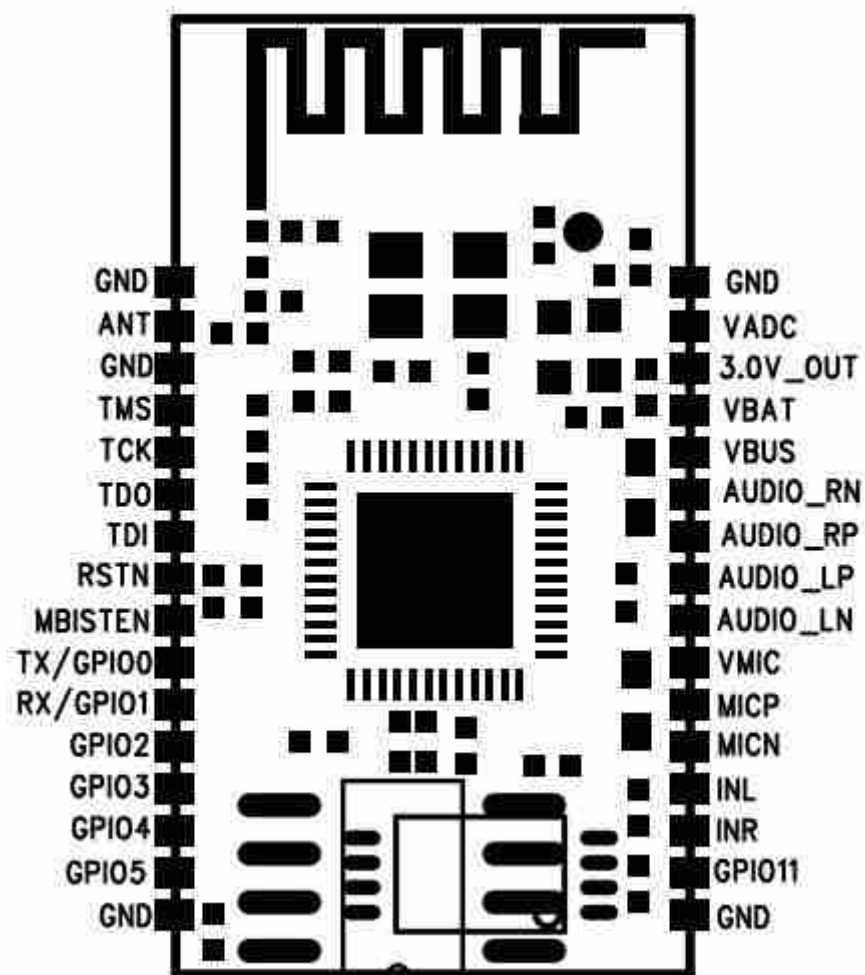 GND
ANT
GND
TMS
TCK
TDO
TDI
RSTN
MBISTEN
TX/GPIO0
RX/GPIO1
GPIO2
GPIO3
GPIO4
GPIO5
GND
GND
VADC
3.0V_OUT
VBAT
VBUS
AUDIO_RN
AUDIO_RP
AUDIO_LP
AUDIO_LN
VMIC
MICP
MICN
INL
INR
GPIO11
GND